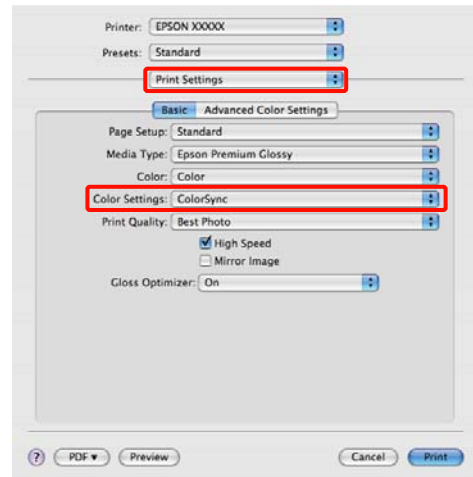 Printer: EPSON XXXXX
Presets: Standard
Print Settings
Basic Advanced Color Settings
Page Setup: Standard
Media Type: Epson Premium Glossy
Color: Color
Color Settings: ColorSync
Print Quality: Best Photo
High Speed
Mirror Image
Gloss Optimizer: On
? PDF ▾ Preview Cancel Print